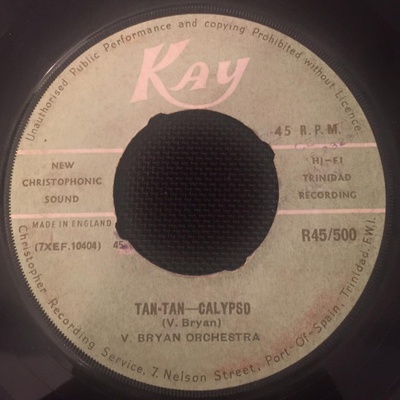 Unauthorised Public Performance and copying Prohibited without Licence.
Kay
45 R.P.M.
NEW
CHRISTOPHONIC
SOUND
HI-FI
TRINIDAD
RECORDING
MADE IN ENGLAND
(7XEF.10404)
45
R45/500
TAN-TAN—CALYPSO
(V. Bryan)
V. BRYAN ORCHESTRA
Christopher Recording Service, 7. Nelson Street, Port-Of-Spain, Trinidad, F.W.I.